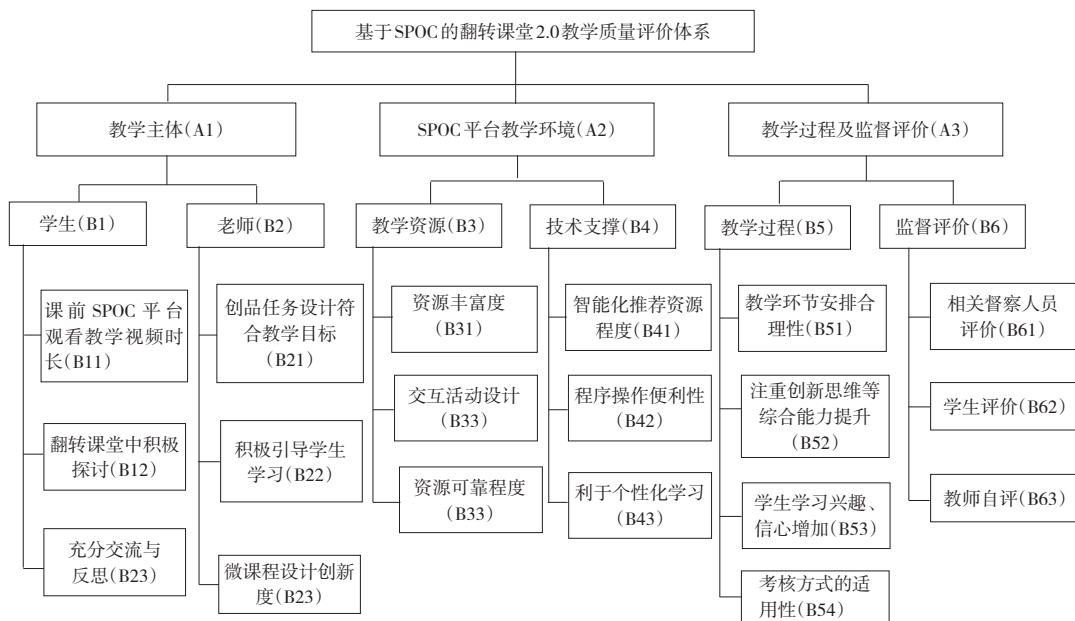 基于SPOC的翻转课堂2.0教学质量评价体系
教学主体(A1)
SPOC平台教学环境(A2)
教学过程及监督评价(A3)
学生(B1)
老师(B2)
教学资源(B3)
技术支撑(B4)
教学过程(B5)
监督评价(B6)
课前SPOC平台
观看教学视频时
长(B11)
翻转课堂中积极
探讨(B12)
充分交流与
反思(B23)
创品任务设计符
合教学目标
(B21)
积极引导学生
学习(B22)
微课程设计创新
度(B23)
资源丰富度
(B31)
交互活动设计
(B33)
资源可靠程度
(B33)
智能化推荐资源
程度(B41)
程序操作便利性
(B42)
利于个性化学习
(B43)
教学环节安排合
理性(B51)
注重创新思维等
综合能力提升
(B52)
学生学习兴趣、
信心增加(B53)
考核方式的适
用性(B54)
相关督察人员
评价(B61)
学生评价(B62)
教师自评(B63)